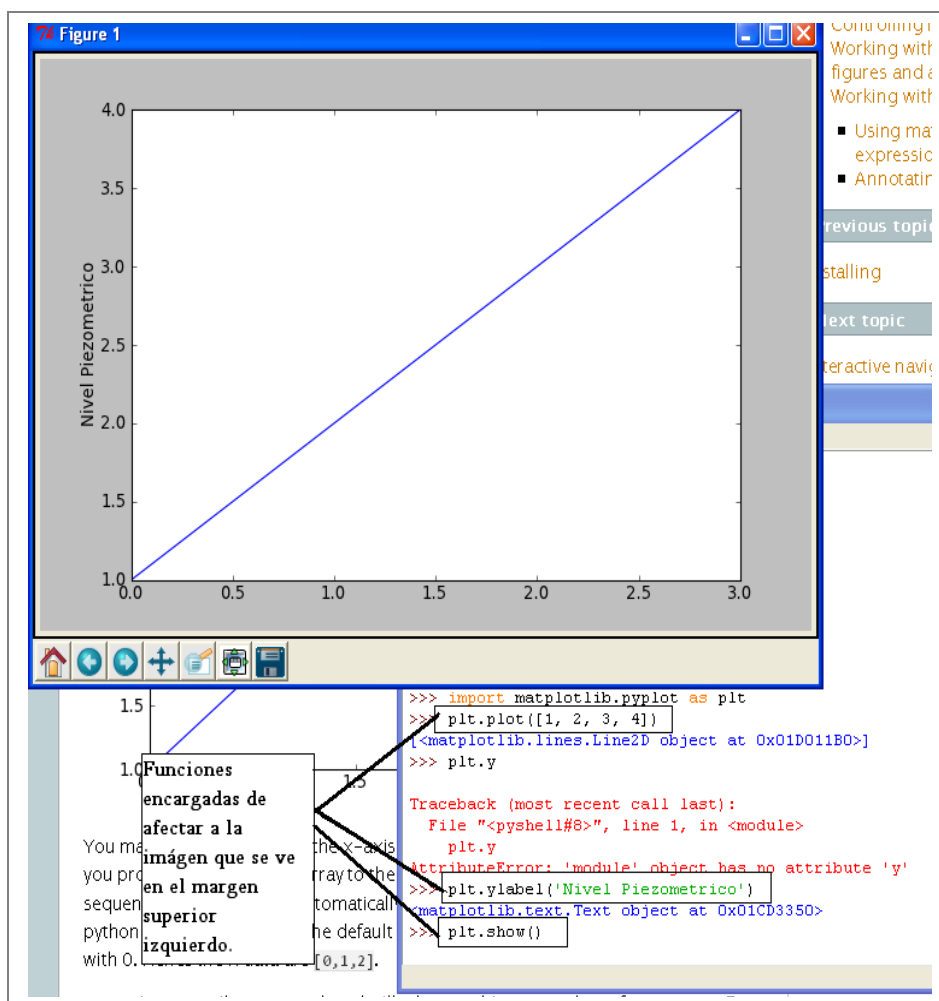 Figure 1
4.0
3.5
3.0
2.5
2.0
1.5
1.0
Nivel Piezometrico
0.0
0.5
1.0
1.5
2.0
2.5
3.0
Working with
figures and a
Working with
Using mat
expressio
Annotatin
revious topic
stalling
lext topic
teractive navig
1.5
1.0
1.5
Funciones
encargadas de
afectar a la
imágen que se ve
en el margen
superior
izquierdo.
You ma
the x-axis
you pro
rray to the
sequen
tomaticall
python
he default
with 0.
[0,1,2].
>>> import matplotlib.pyplot as plt
>>> plt.plot([1, 2, 3, 4])
[<matplotlib.lines.Line2D object at 0x01D011B0>]
>>> plt.y
Traceback (most recent call last):
File "<pyshell#8>", line 1, in <module>
plt.y
AttributeError: 'module' object has no attribute 'y'
>>> plt.ylabel('Nivel Piezometrico')
<matplotlib.text.Text object at 0x01CD3350>
>>> plt.show()